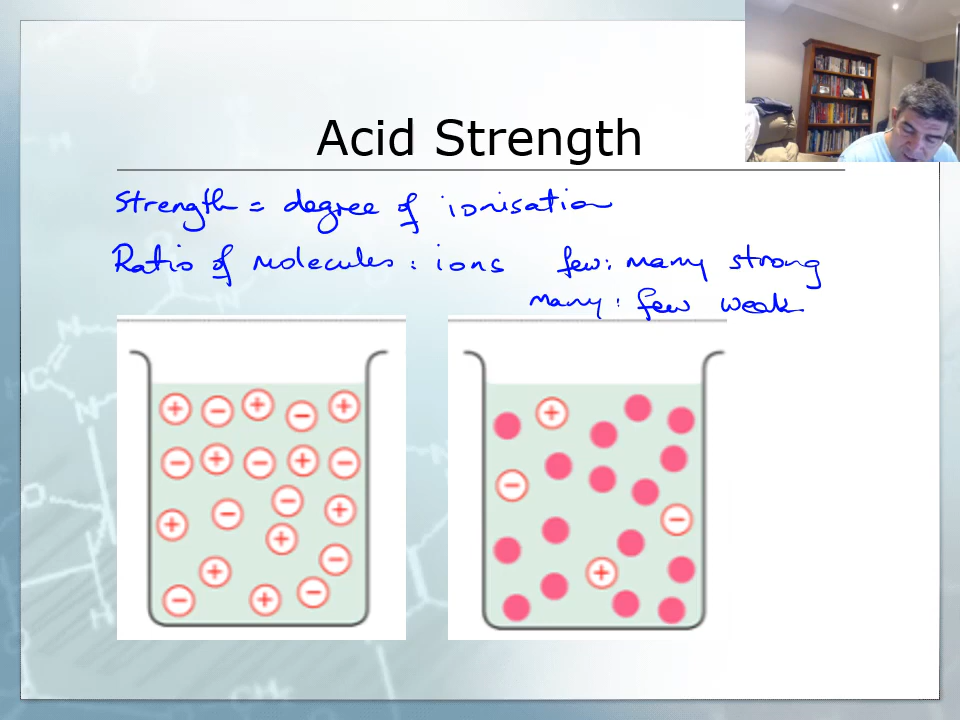 Acid Strength
Strength = degree of ionisation
Ratio of molecules : ions few : many strong
many : few weak